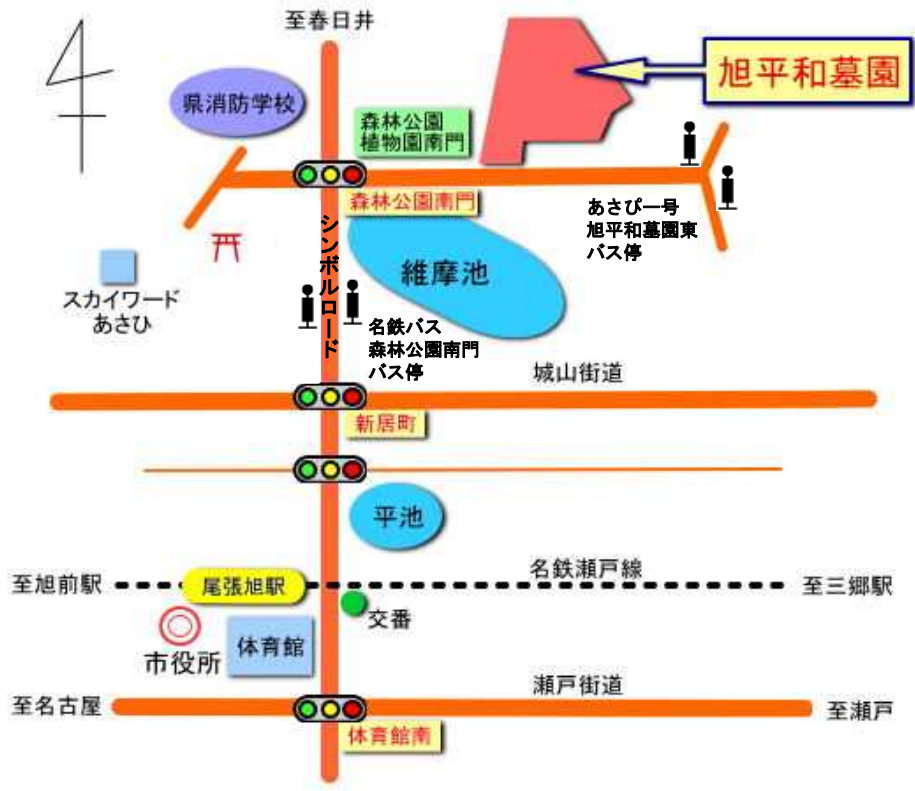 至春日井
旭平和墓園
県消防学校
森林公園
植物園南門
森林公園南門
あさぴー号
旭平和墓園東
バス停
シンボルロード
維摩池
スカイワード
あさひ
名鉄バス
森林公園南門
バス停
城山街道
新居町
平池
至旭前駅
尾張旭駅
名鉄瀬戸線
至三郷駅
交番
市役所
体育館
瀬戸街道
至名古屋
至瀬戸
体育館南